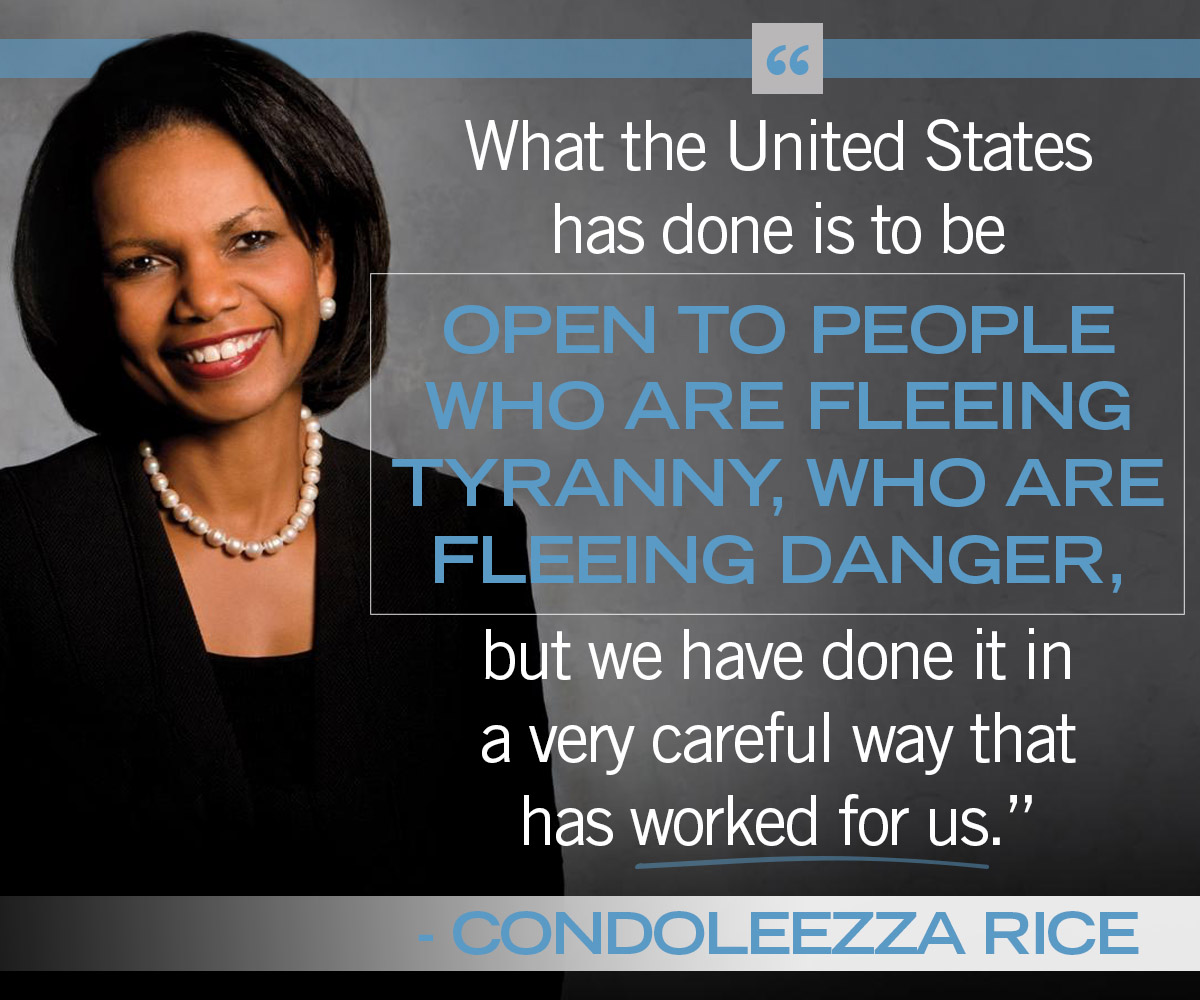 “
What the United States
has done is to be
OPEN TO PEOPLE
WHO ARE FLEEING
TYRANNY, WHO ARE
FLEEING DANGER,
but we have done it in
a very careful way that
has worked for us.”
- CONDOLEEZZA RICE